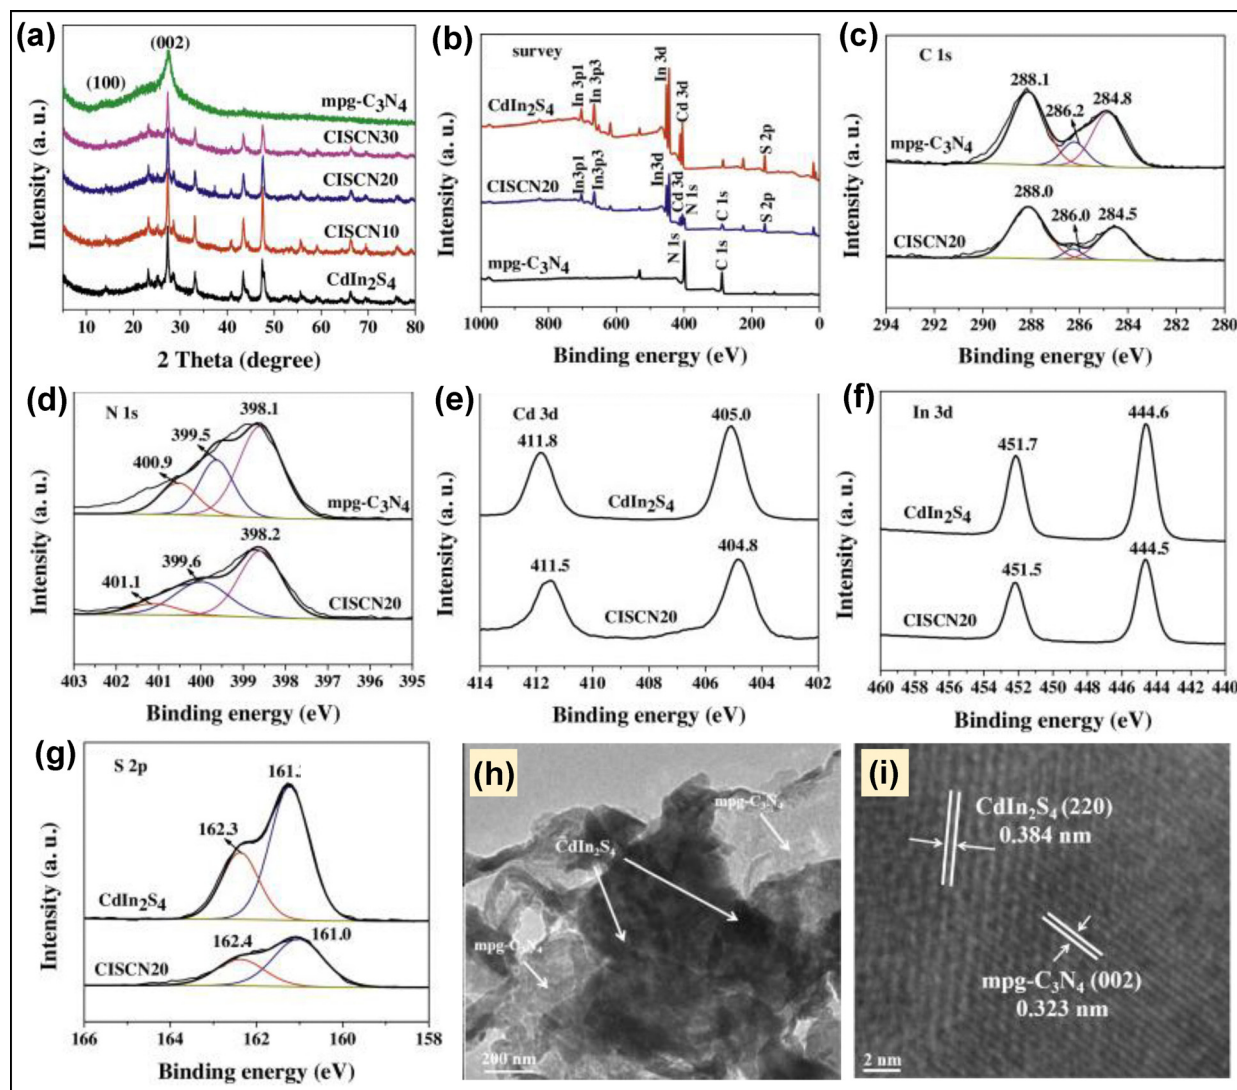 (a)
(002)
(100)
mpg-C₃N₄
CISCN30
CISCN20
CISCN10
CdIn₂S₄
Intensity (a. u.)
10 20 30 40 50 60 70 80
2 Theta (degree)
(b)
survey
In 3p1
In 3p3
In 3d
Cd 3d
S 2p
CdIn₂S₄
In3p1
In3p3
In3d
Cd 3d
N 1s
C 1s
S 2p
CISCN20
N 1s
C 1s
mpg-C₃N₄
Intensity (a. u.)
1000 800 600 400 200 0
Binding energy (eV)
(c)
C 1s
288.1
286.2
284.8
mpg-C₃N₄
288.0
286.0
284.5
CISCN20
Intensity (a. u.)
294 292 290 288 286 284 282 280
Binding energy (eV)
(d)
N 1s
398.1
399.5
400.9
mpg-C₃N₄
398.2
399.6
401.1
CISCN20
Intensity (a. u.)
403 402 401 400 399 398 397 396 395
Binding energy (eV)
(e)
Cd 3d
405.0
411.8
CdIn₂S₄
404.8
411.5
CISCN20
Intensity (a. u.)
414 412 410 408 406 404 402
Binding energy (eV)
(f)
In 3d
444.6
451.7
CdIn₂S₄
444.5
451.5
CISCN20
Intensity (a. u.)
460 458 456 454 452 450 448 446 444 442 440
Binding energy (eV)
(g)
S 2p
162.3
CdIn₂S₄
162.4
161.0
CISCN20
Intensity (a. u.)
166 164 162 160 158
Binding energy (eV)
(h)
mpg-C₃N₄
CdIn₂S₄
mpg-C₃N₄
200 nm
(i)
CdIn₂S₄ (220)
0.384 nm
mpg-C₃N₄ (002)
0.323 nm
2 nm